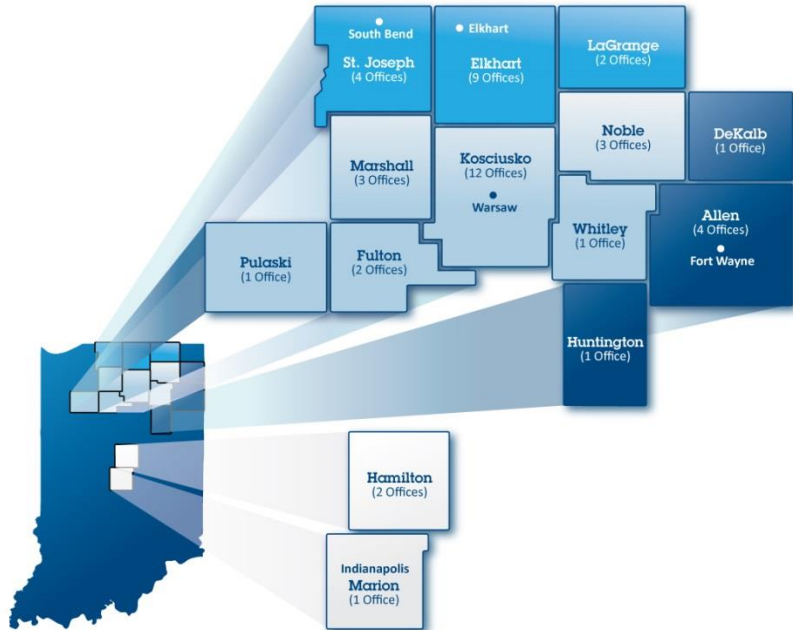 South Bend
St. Joseph
(4 Offices)
Elkhart
Elkhart
(9 Offices)
LaGrange
(2 Offices)
Marshall
(3 Offices)
Kosciusko
(12 Offices)
Warsaw
Noble
(3 Offices)
DeKalb
(1 Office)
Pulaski
(1 Office)
Fulton
(2 Offices)
Whitley
(1 Office)
Allen
(4 Offices)
Fort Wayne
Huntington
(1 Office)
Hamilton
(2 Offices)
Indianapolis
Marion
(1 Office)